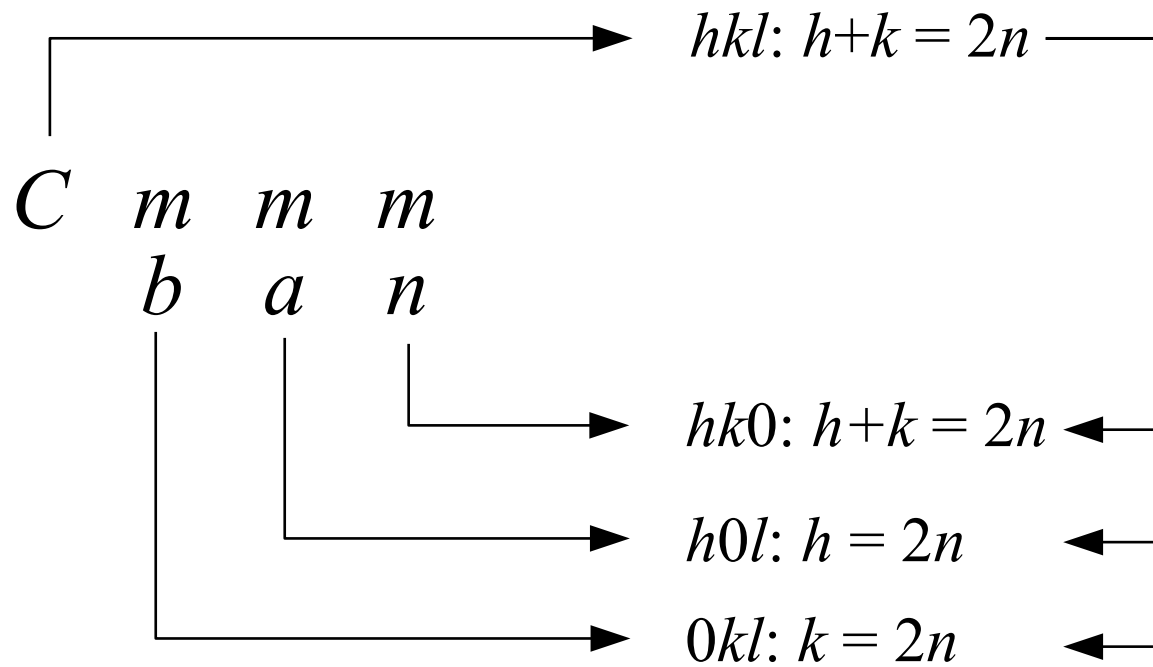 hkl: h+k = 2n
C m m m
b a n
hk0: h+k = 2n
h0l: h = 2n
0kl: k = 2n